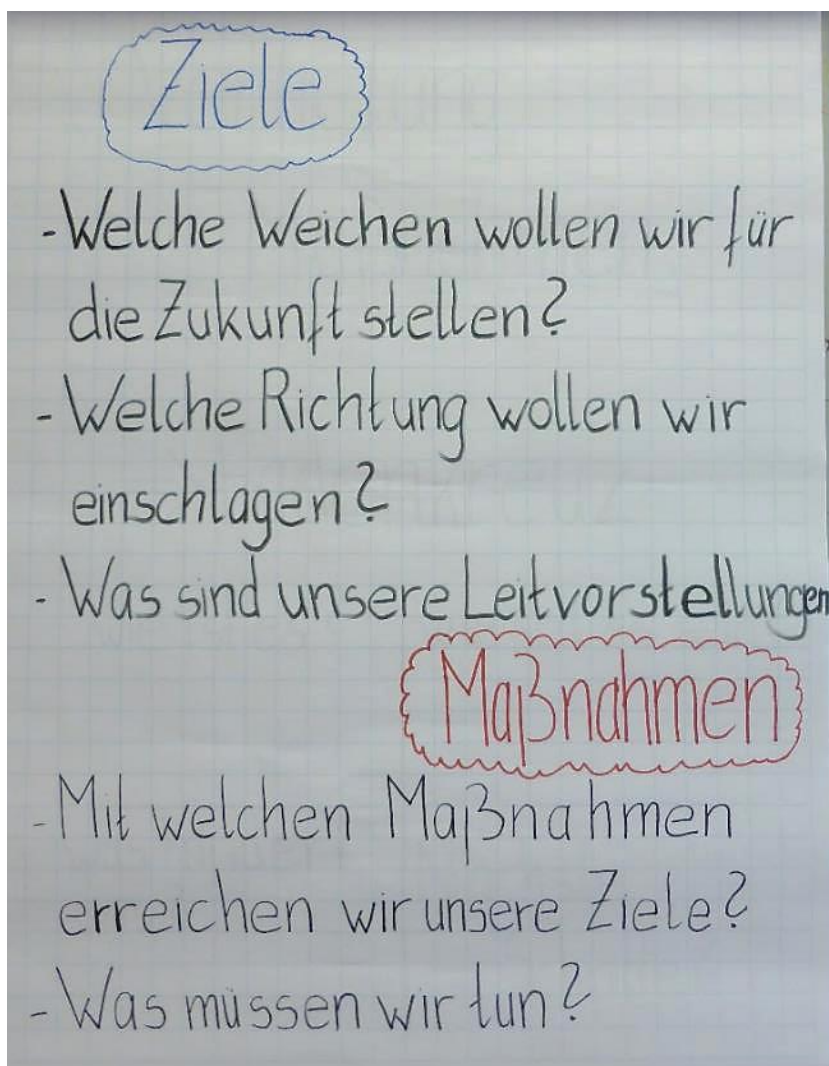 Ziele
-Welche Weichen wollen wir für
die Zukunft stellen?
- Welche Richtung wollen wir
einschlagen?
- Was sind unsere Leitvorstellungen
Maßnahmen
- Mit welchen Maßnahmen
erreichen wir unsere Ziele?
- Was müssen wir tun?